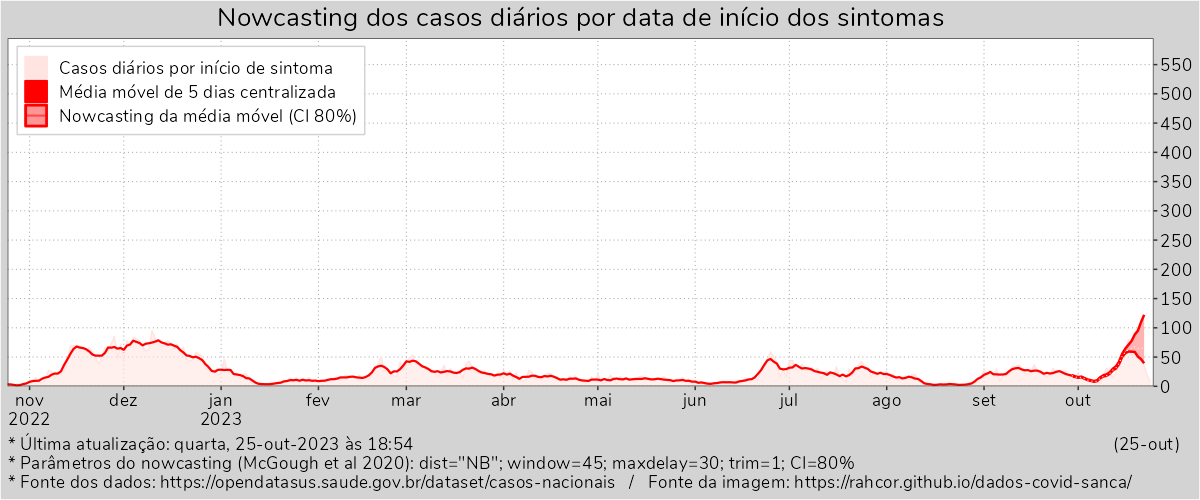 Nowcasting dos casos diários por data de início dos sintomas
Casos diários por início de sintoma
Média móvel de 5 dias centralizada
Nowcasting da média móvel (CI 80%)
550
500
450
400
350
300
250
200
150
100
50
0
nov dez jan fev mar abr mai jun jul ago set out
2022 2023
* Última atualização: quarta, 25-out-2023 às 18:54 (25-out)
* Parâmetros do nowcasting (McGough et al 2020): dist="NB"; window=45; maxdelay=30; trim=1; CI=80%
* Fonte dos dados: https://opendatasus.saude.gov.br/dataset/casos-nacionais / Fonte da imagem: https://rahcor.github.io/dados-covid-sanca/